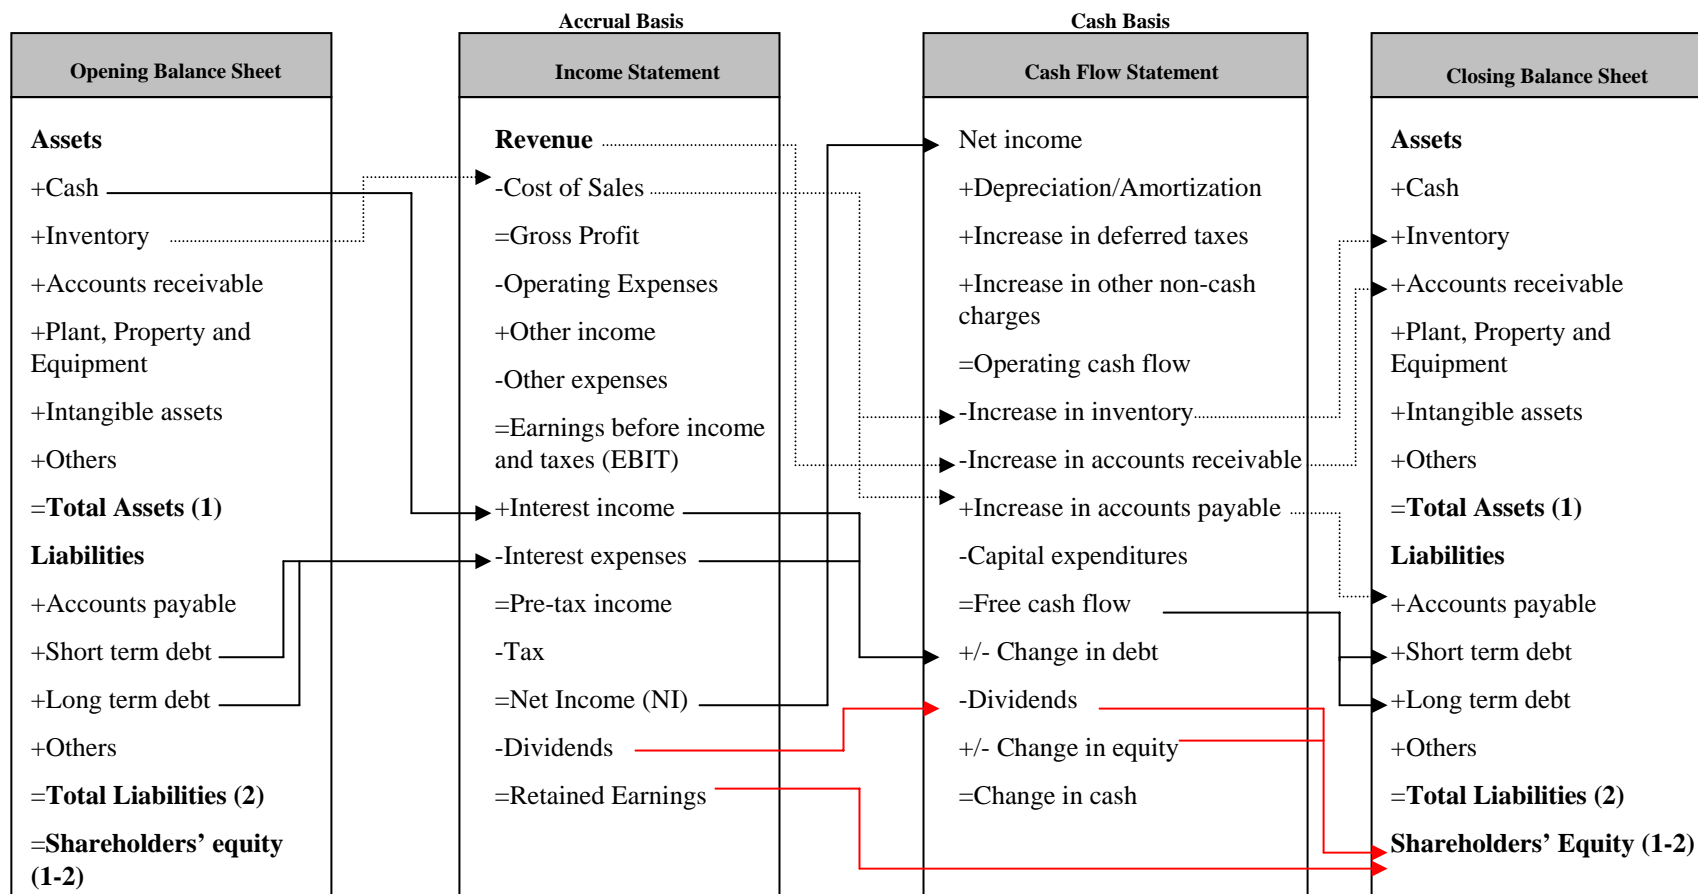 Accrual Basis
Cash Basis
Opening Balance Sheet
Assets
+Cash
+Inventory
+Accounts receivable
+Plant, Property and
Equipment
+Intangible assets
+Others
=Total Assets (1)
Liabilities
+Accounts payable
+Short term debt
+Long term debt
+Others
=Total Liabilities (2)
=Shareholders’ equity
(1-2)
Income Statement
Revenue
-Cost of Sales
=Gross Profit
-Operating Expenses
+Other income
-Other expenses
=Earnings before income
and taxes (EBIT)
+Interest income
-Interest expenses
=Pre-tax income
-Tax
=Net Income (NI)
-Dividends
=Retained Earnings
Cash Flow Statement
Net income
+Depreciation/Amortization
+Increase in deferred taxes
+Increase in other non-cash
charges
=Operating cash flow
-Increase in inventory
-Increase in accounts receivable
+Increase in accounts payable
-Capital expenditures
=Free cash flow
+/- Change in debt
-Dividends
+/- Change in equity
=Change in cash
Closing Balance Sheet
Assets
+Cash
+Inventory
+Accounts receivable
+Plant, Property and
Equipment
+Intangible assets
+Others
=Total Assets (1)
Liabilities
+Accounts payable
+Short term debt
+Long term debt
+Others
=Total Liabilities (2)
Shareholders’ Equity (1-2)